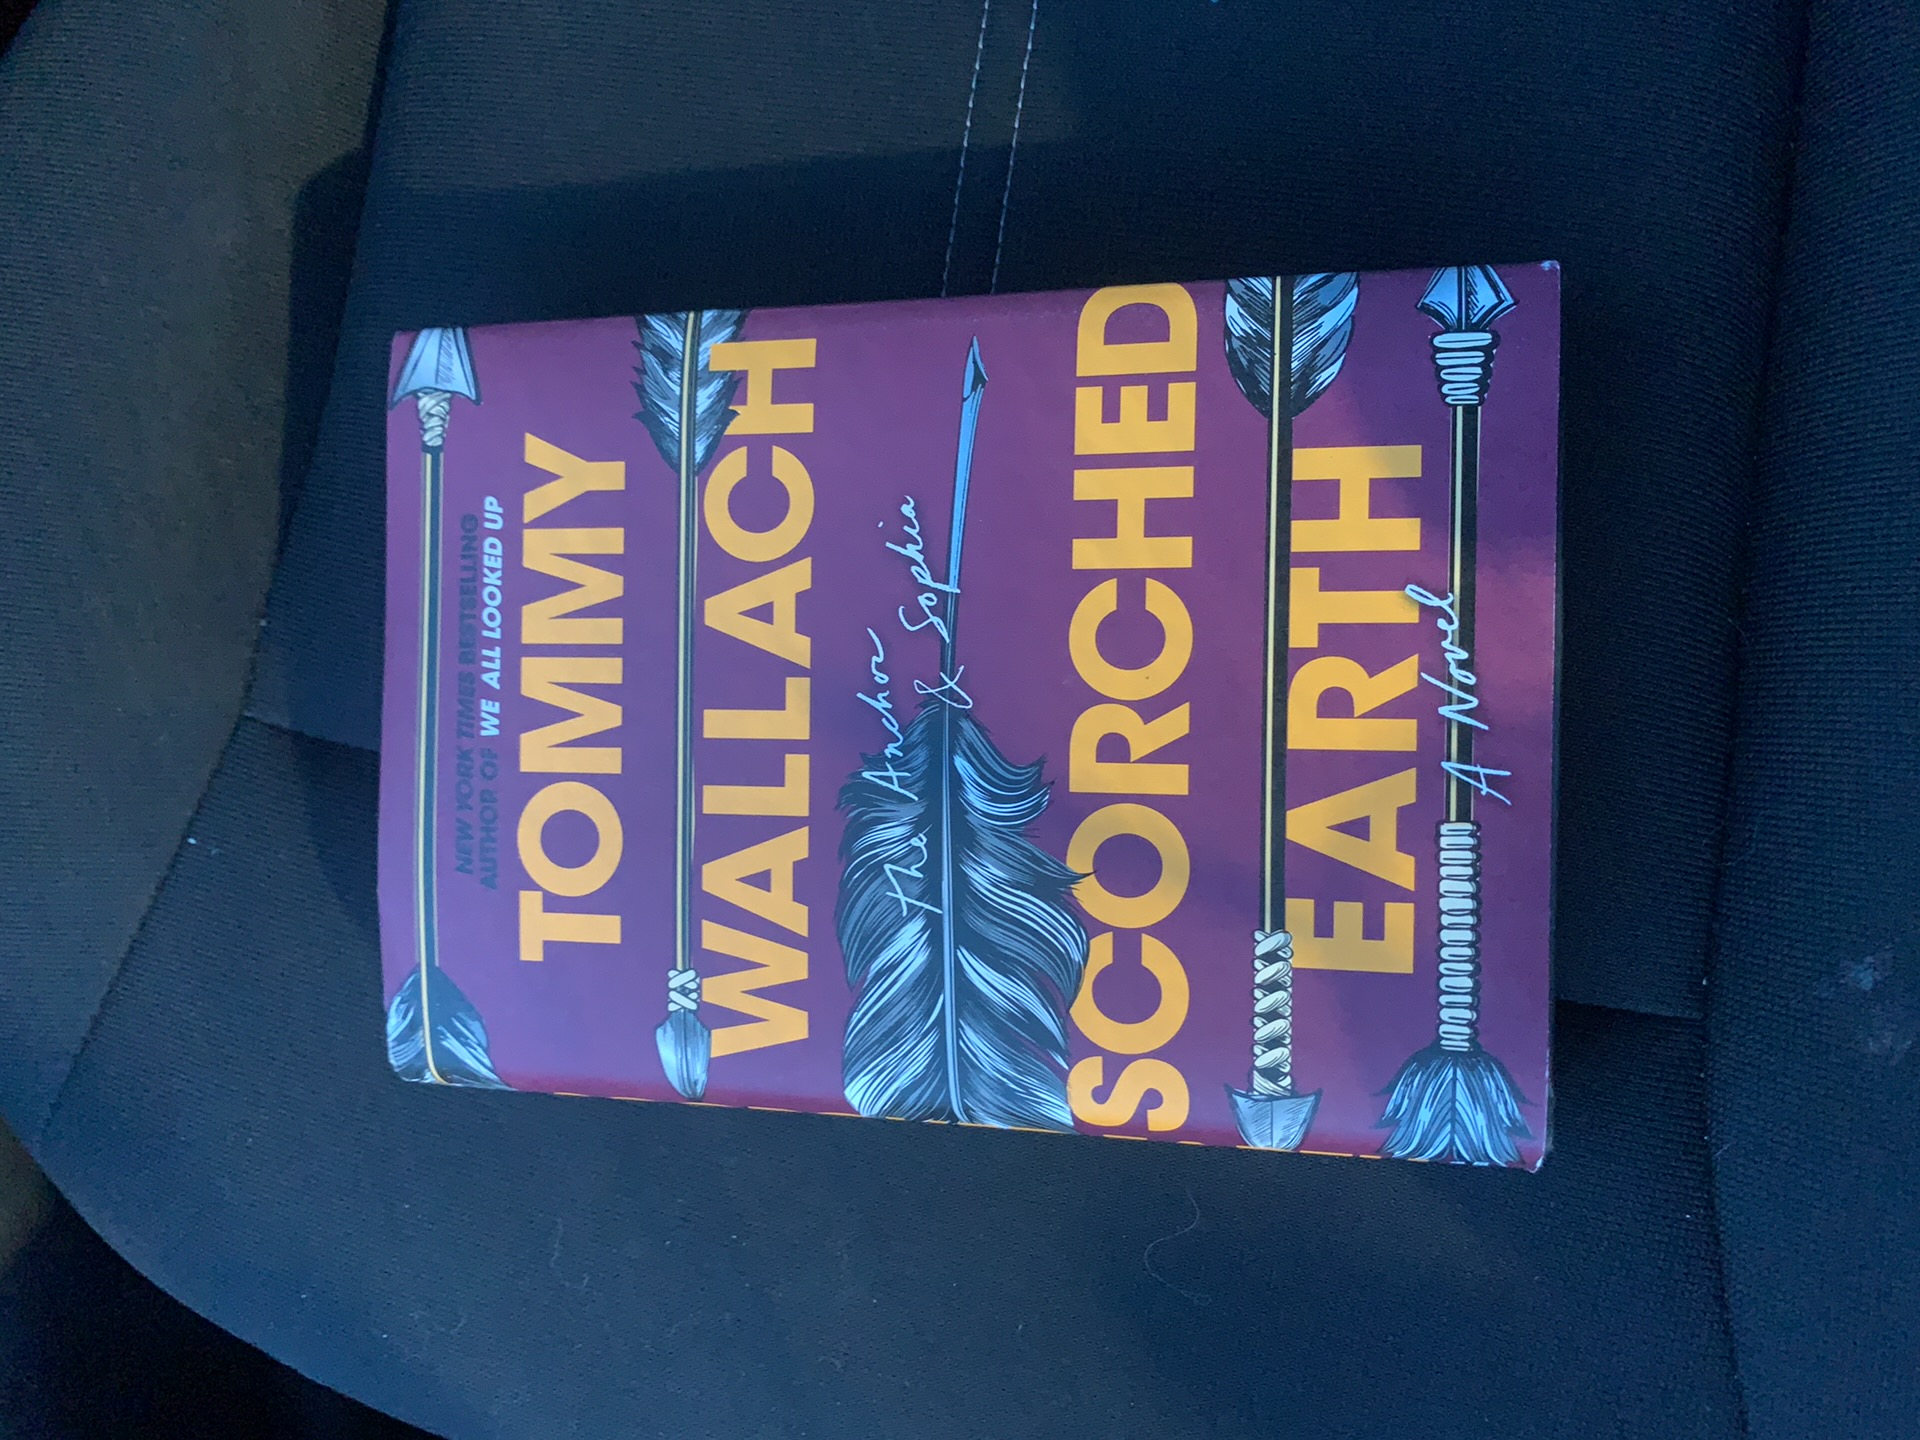 NEW YORK TIMES BESTSELLING
AUTHOR OF WE ALL LOOKED UP
TOMMY
WALLACH
The Anchor
& Sophia
SCORCHED
EARTH
A Novel